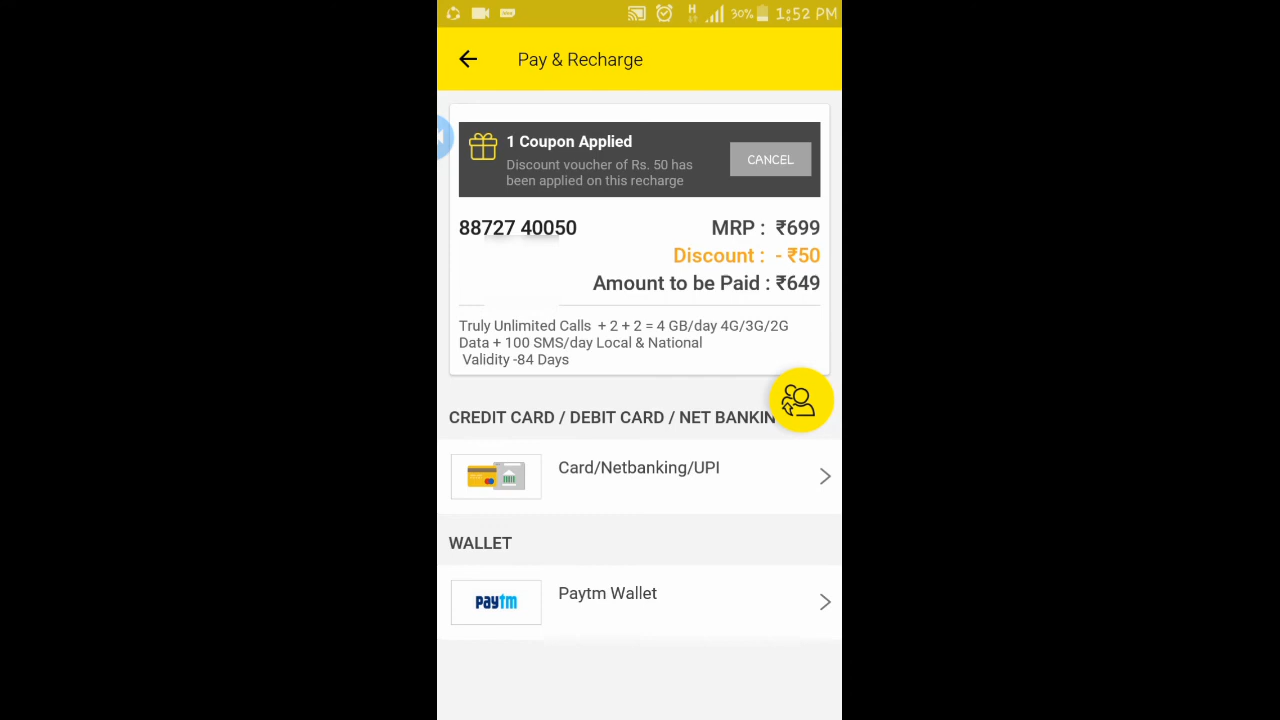 H 30% 1:52 PM
Pay & Recharge
1 Coupon Applied
Discount voucher of Rs. 50 has
been applied on this recharge
CANCEL
88727 40050
MRP : ₹699
Discount : - ₹50
Amount to be Paid : ₹649
Truly Unlimited Calls + 2 + 2 = 4 GB/day 4G/3G/2G
Data + 100 SMS/day Local & National
Validity -84 Days
CREDIT CARD / DEBIT CARD / NET BANKIN
Card/Netbanking/UPI
WALLET
paytm
Paytm Wallet